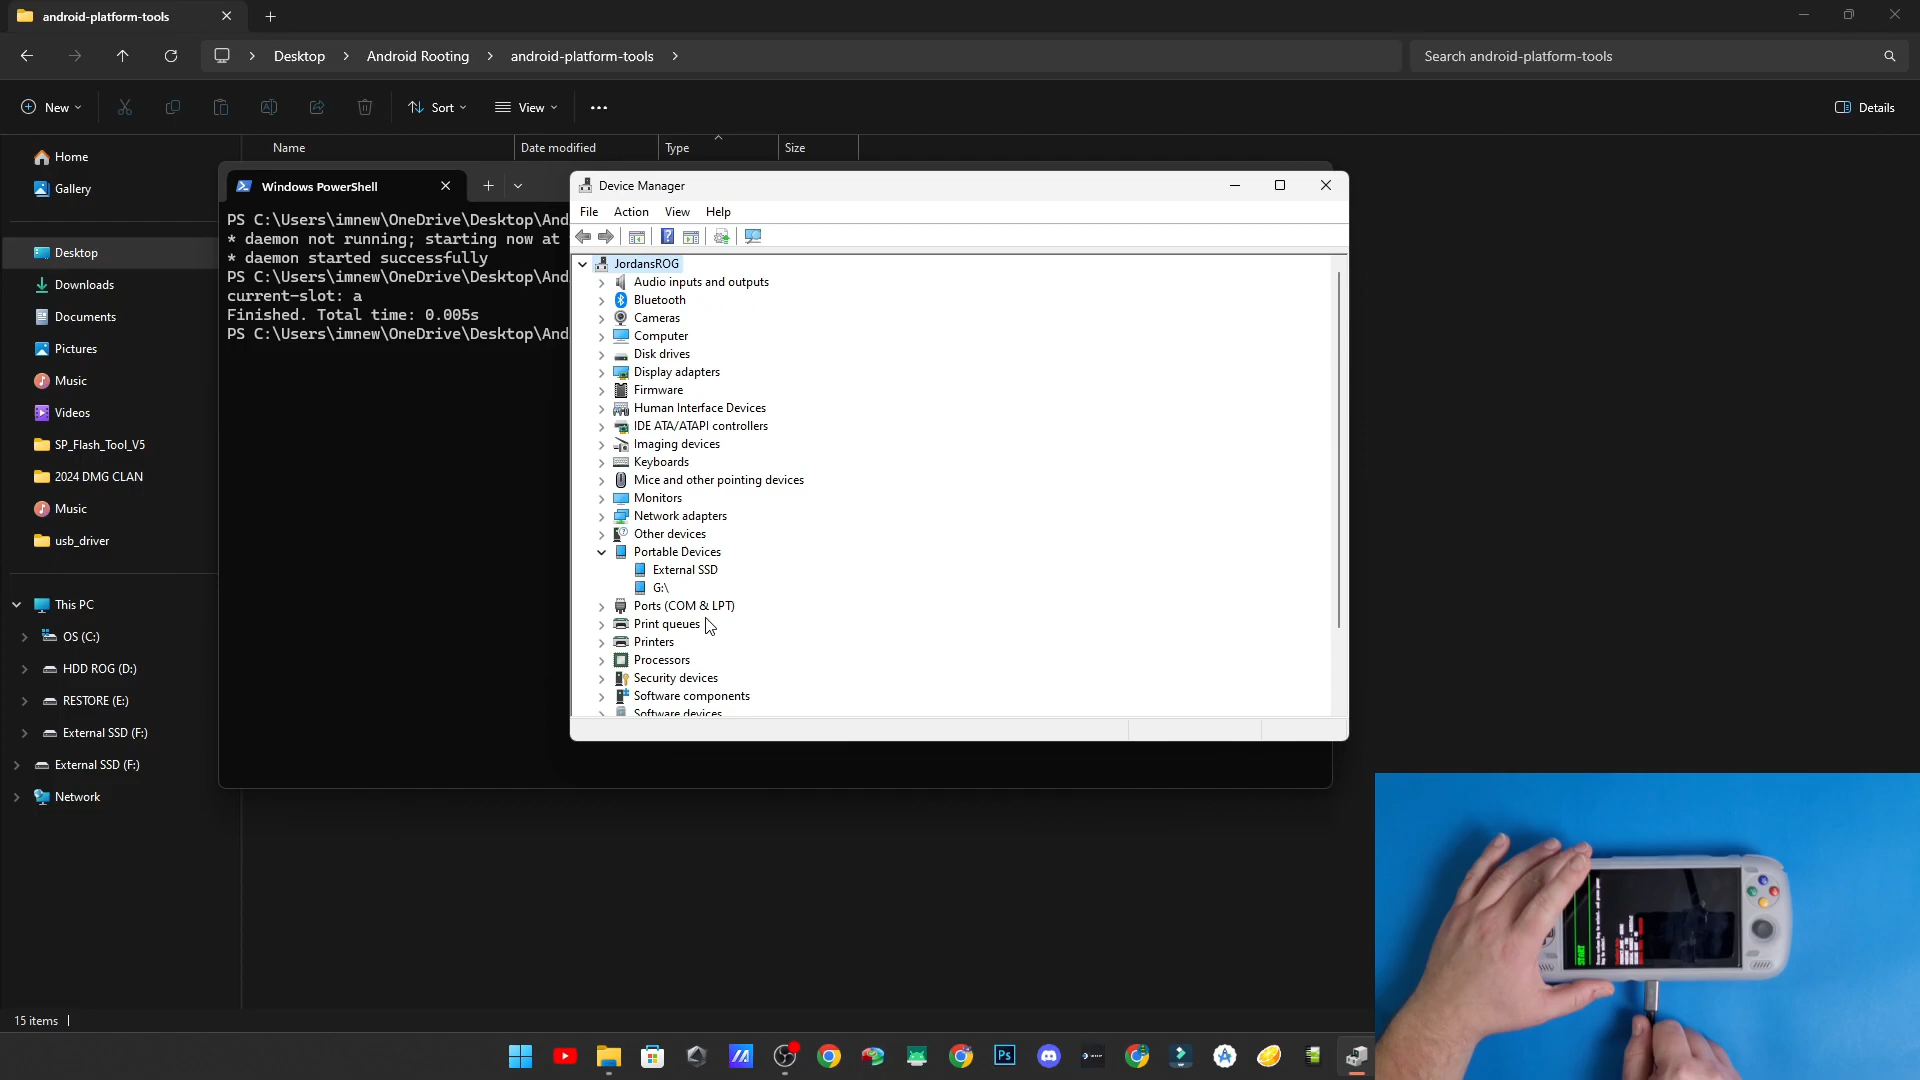 android-platform-tools
Desktop
Android Rooting
android-platform-tools
Search android-platform-tools
New
Sort
View
Details
Name
Date modified
Type
Size
Home
Gallery
Desktop
Downloads
Documents
Pictures
Music
Videos
SP_Flash_Tool_V5
2024 DMG CLAN
Music
usb_driver
This PC
OS (C:)
HDD ROG (D:)
RESTORE (E:)
External SSD (F:)
External SSD (F:)
Network
15 items
Windows PowerShell
PS C:\Users\imnew\OneDrive\Desktop\And
* daemon not running; starting now at
* daemon started successfully
PS C:\Users\imnew\OneDrive\Desktop\And
current-slot: a
Finished. Total time: 0.005s
PS C:\Users\imnew\OneDrive\Desktop\And
Device Manager
File Action View Help
JordansROG
Audio inputs and outputs
Bluetooth
Cameras
Computer
Disk drives
Display adapters
Firmware
Human Interface Devices
IDE ATA/ATAPI controllers
Imaging devices
Keyboards
Mice and other pointing devices
Monitors
Network adapters
Other devices
Portable Devices
External SSD
G:\
Ports (COM & LPT)
Print queues
Printers
Processors
Security devices
Software components
Software devices
Ps
START